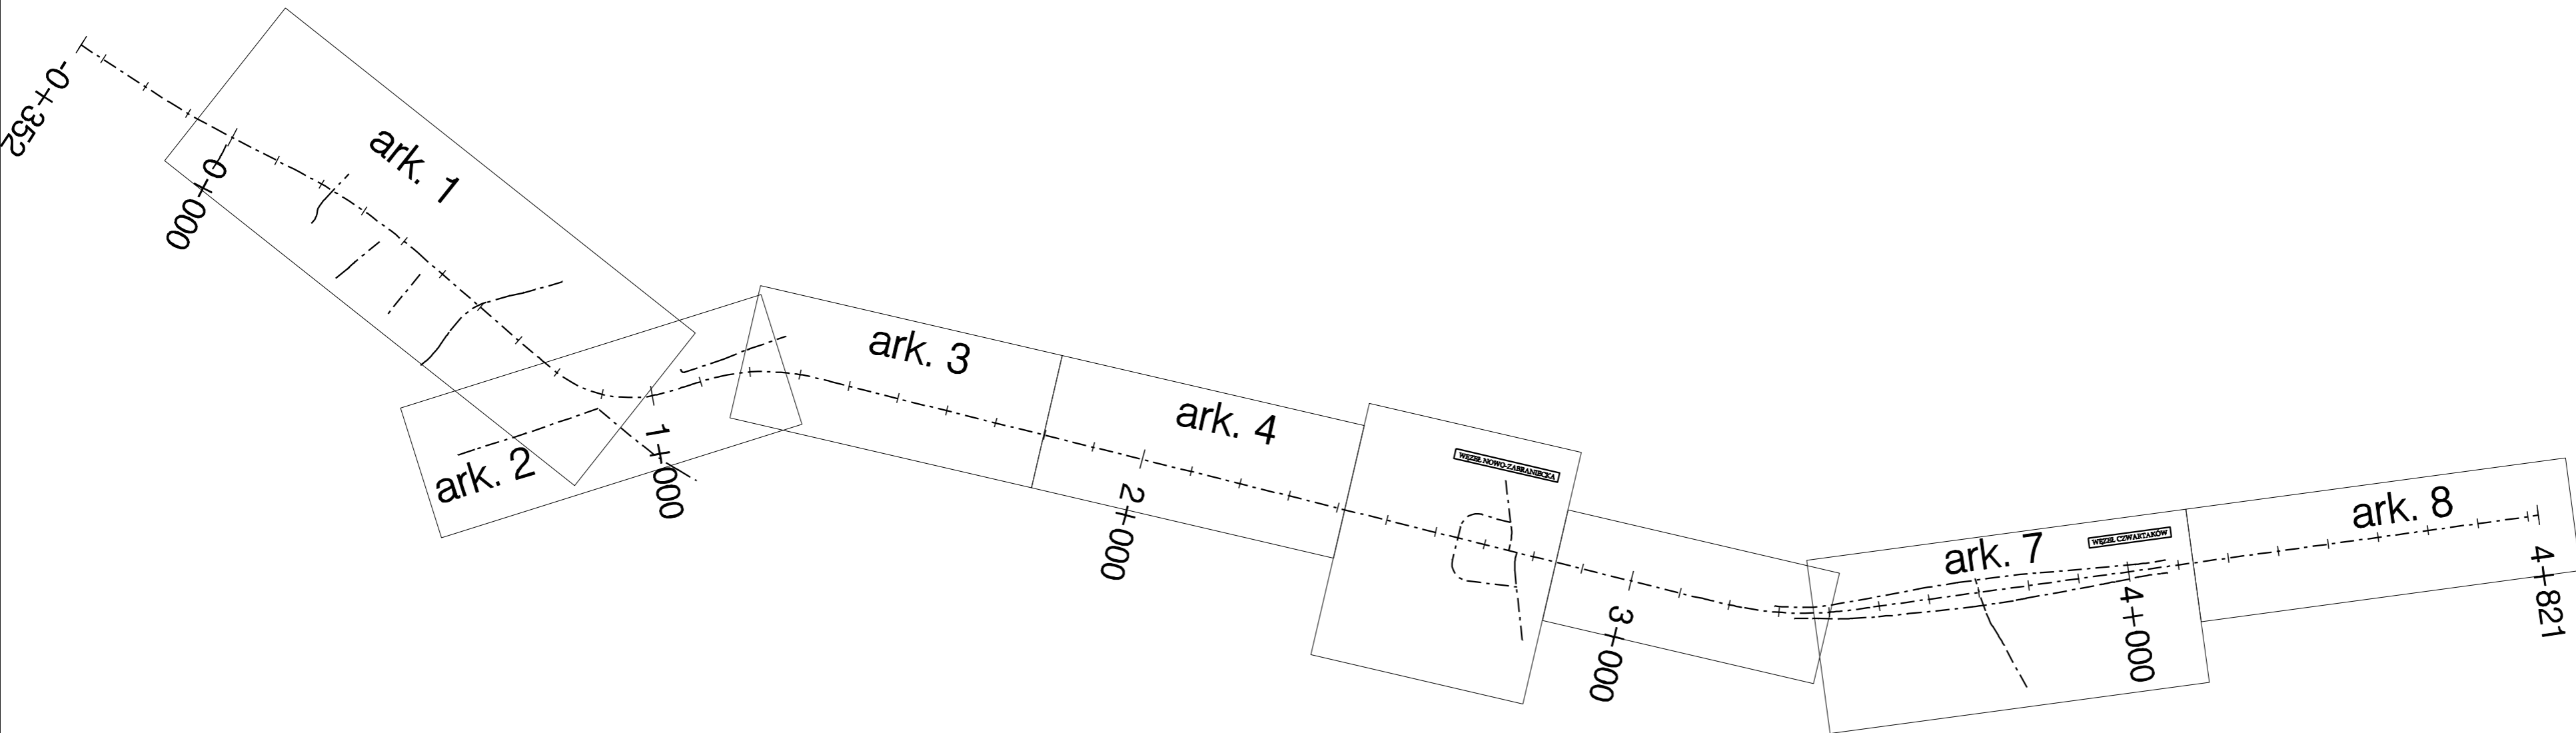 -0+352
0+000
ark. 1
ark. 2
1+000
ark. 3
ark. 4
2+000
WĘZEŁ NOWO-ZABRANIECKA
3+000
ark. 7
WĘZEŁ CZWARTAKÓW
4+000
ark. 8
4+821